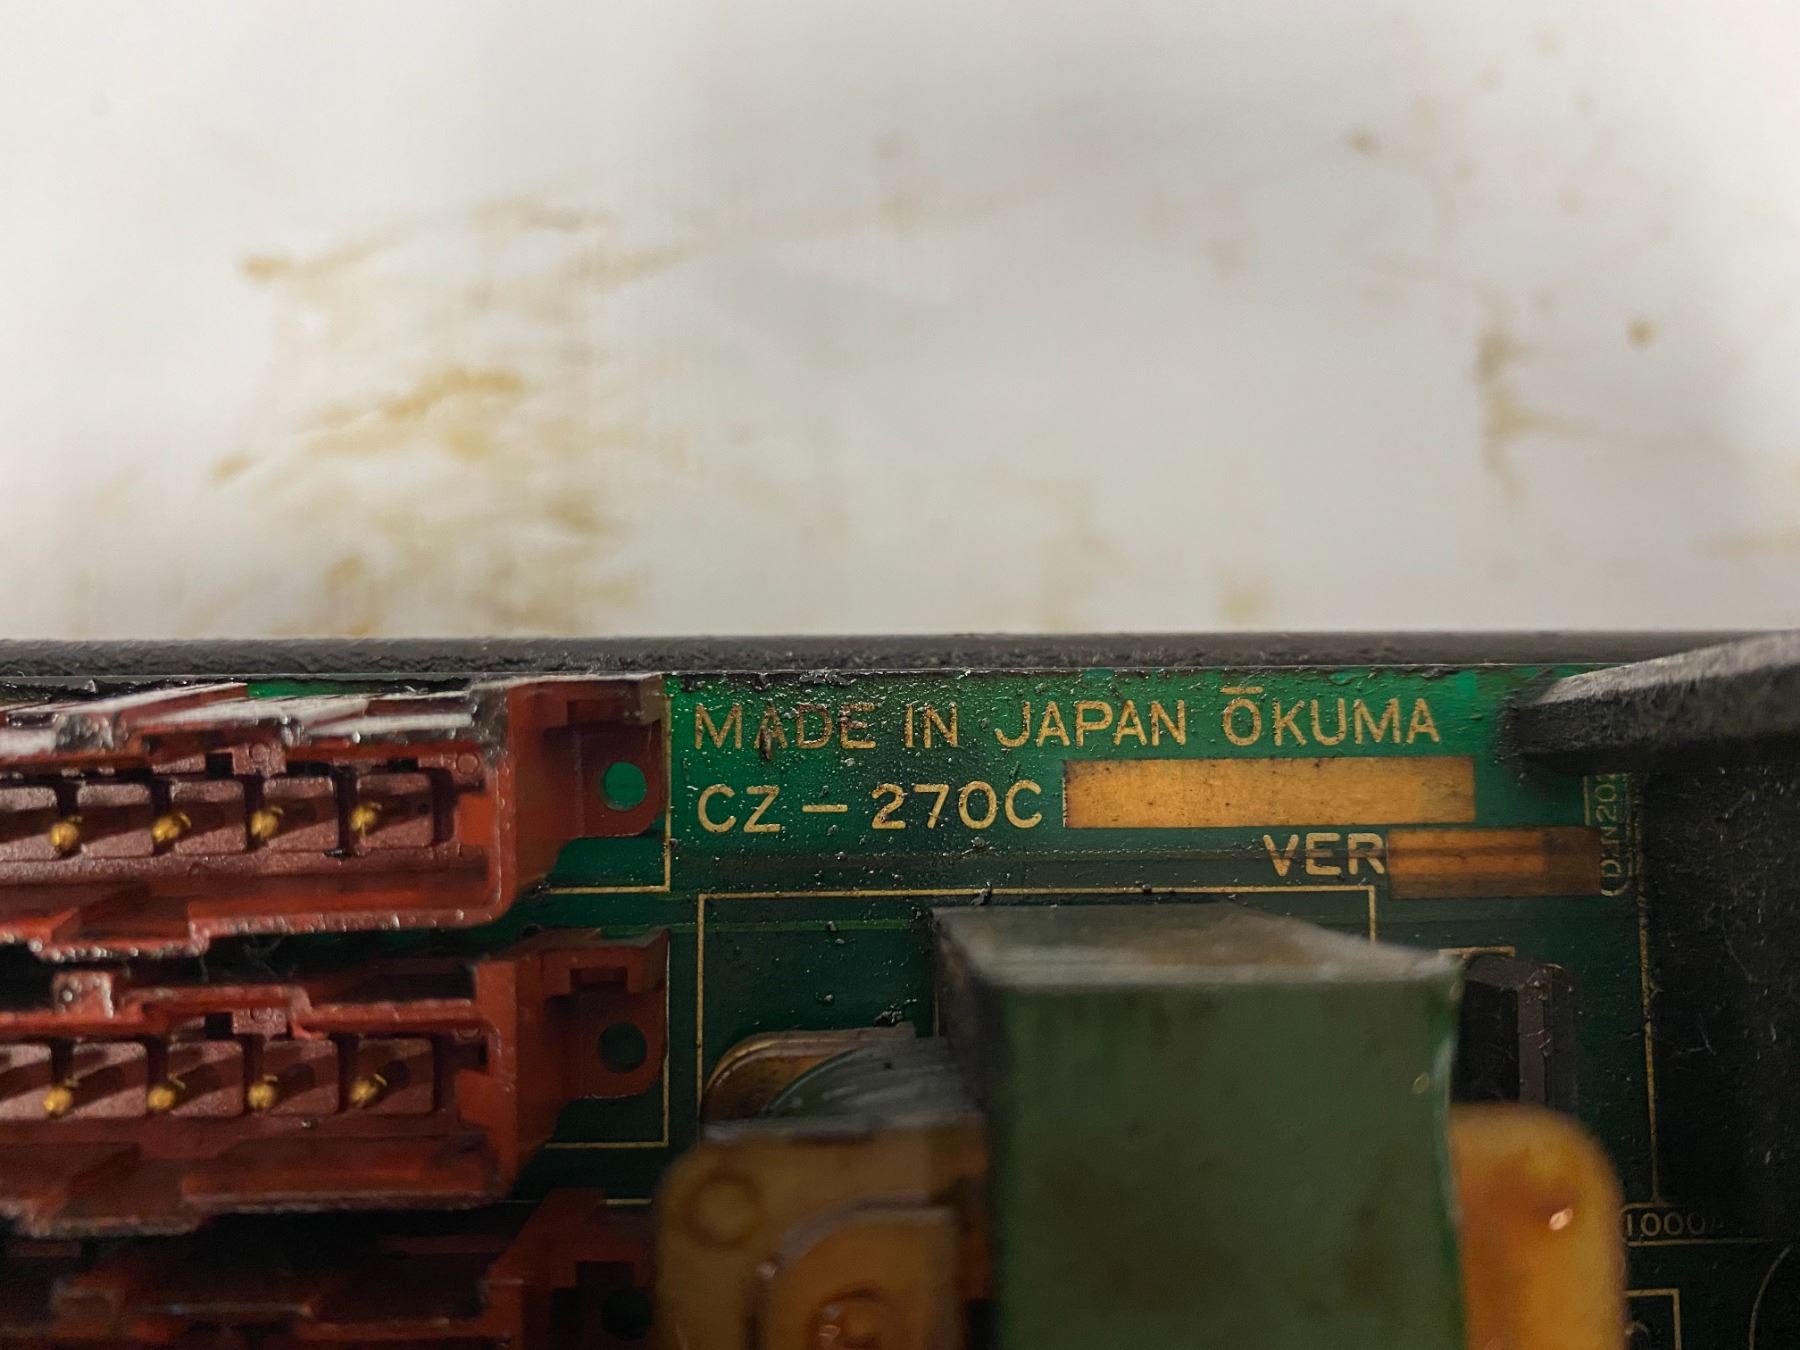 MADE IN JAPAN ŌKUMA
CZ-270C
VER